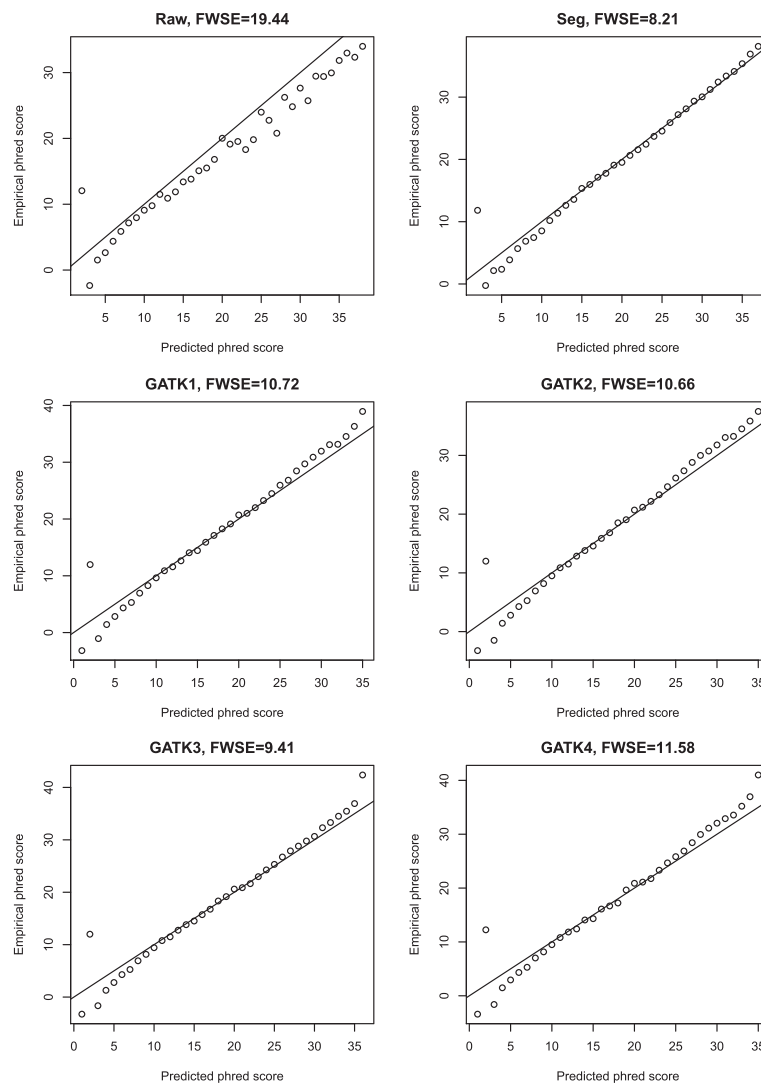 Raw, FWSE=19.44
Empirical phred score
0 10 20 30
5 10 15 20 25 30 35
Predicted phred score
Seg, FWSE=8.21
Empirical phred score
0 10 20 30
5 10 15 20 25 30 35
Predicted phred score
GATK1, FWSE=10.72
Empirical phred score
0 10 20 30 40
0 5 10 15 20 25 30 35
Predicted phred score
GATK2, FWSE=10.66
Empirical phred score
0 10 20 30 40
0 5 10 15 20 25 30 35
Predicted phred score
GATK3, FWSE=9.41
Empirical phred score
0 10 20 30 40
0 5 10 15 20 25 30 35
Predicted phred score
GATK4, FWSE=11.58
Empirical phred score
0 10 20 30 40
0 5 10 15 20 25 30 35
Predicted phred score